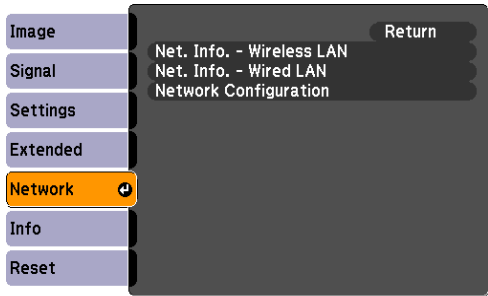 Image
Signal
Settings
Extended
Network
Info
Reset
Return
Net. Info. - Wireless LAN
Net. Info. - Wired LAN
Network Configuration